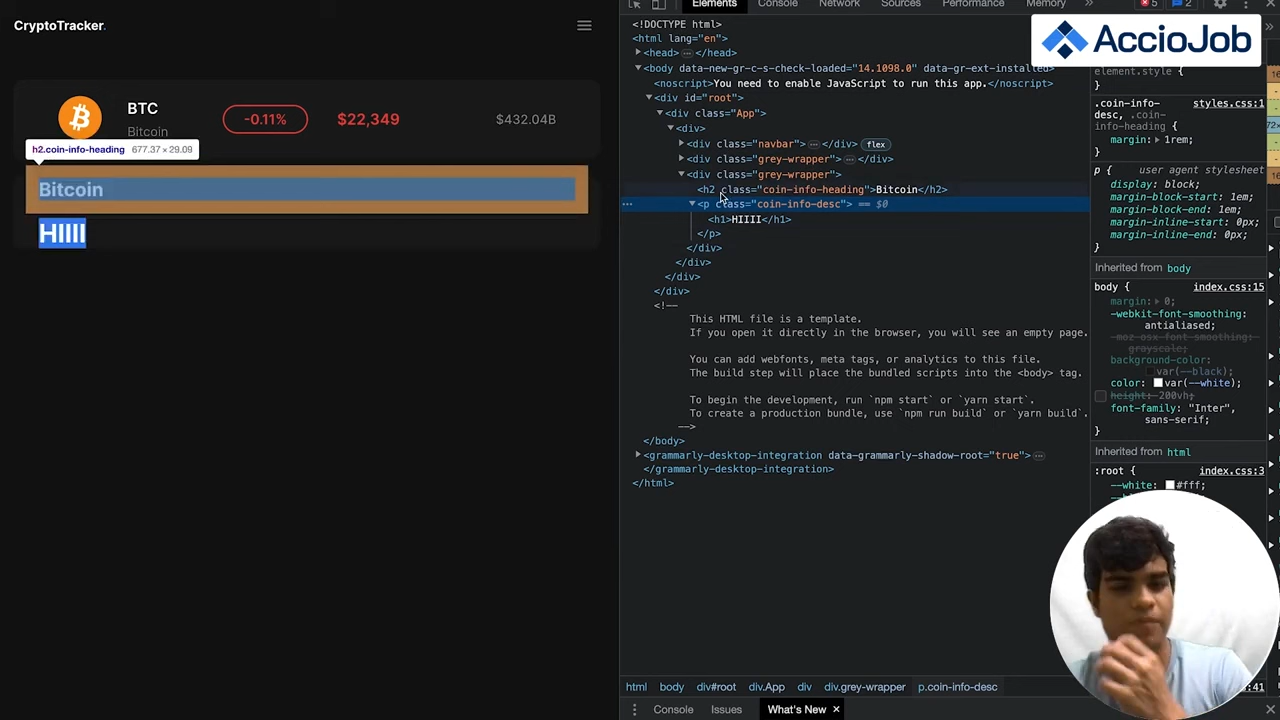 CryptoTracker.
BTC
Bitcoin
-0.11%
$22,349
$432.04B
h2.coin-info-heading 677.37 × 29.09
Bitcoin
HIIII
Elements Console Network Sources Performance Memory » 5 2
AccioJob
<!DOCTYPE html>
<html lang="en">
<head> ⋯ </head>
<body data-new-gr-c-s-check-loaded="14.1098.0" data-gr-ext-installed>
<noscript>You need to enable JavaScript to run this app.</noscript>
<div id="root">
<div class="App">
<div>
<div class="navbar"> ⋯ </div> flex
<div class="grey-wrapper"> ⋯ </div>
<div class="grey-wrapper">
<h2 class="coin-info-heading">Bitcoin</h2>
⋯ <p class="coin-info-desc"> == $0
<h1>HIIII</h1>
</p>
</div>
</div>
</div>
</div>
<!--
This HTML file is a template.
If you open it directly in the browser, you will see an empty page.
You can add webfonts, meta tags, or analytics to this file.
The build step will place the bundled scripts into the <body> tag.
To begin the development, run `npm start` or `yarn start`.
To create a production bundle, use `npm run build` or `yarn build`.
-->
</body>
<grammarly-desktop-integration data-grammarly-shadow-root="true"> ⋯
</grammarly-desktop-integration>
</html>
element.style {
}
.coin-info- styles.css:1
desc, .coin-
info-heading {
margin: 1rem;
}
p { user agent stylesheet
display: block;
margin-block-start: 1em;
margin-block-end: 1em;
margin-inline-start: 0px;
margin-inline-end: 0px;
}
Inherited from body
body { index.css:15
margin: 0;
-webkit-font-smoothing:
antialiased;
-moz-osx-font-smoothing:
grayscale;
background-color:
var(--black);
color: var(--white);
height: 200vh;
font-family: "Inter",
sans-serif;
}
Inherited from html
:root { index.css:3
--white: #fff;
:41
html body div#root div.App div div.grey-wrapper p.coin-info-desc
Console Issues What's New ×